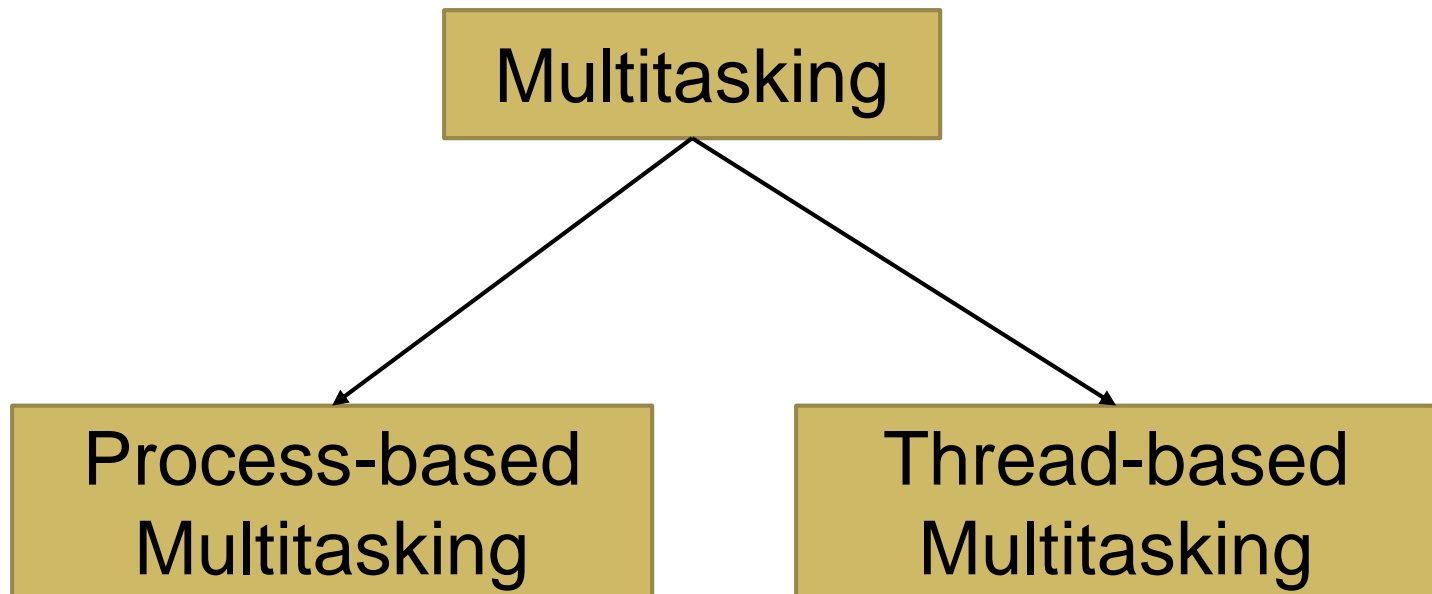 Multitasking
Process-based
Multitasking
Thread-based
Multitasking